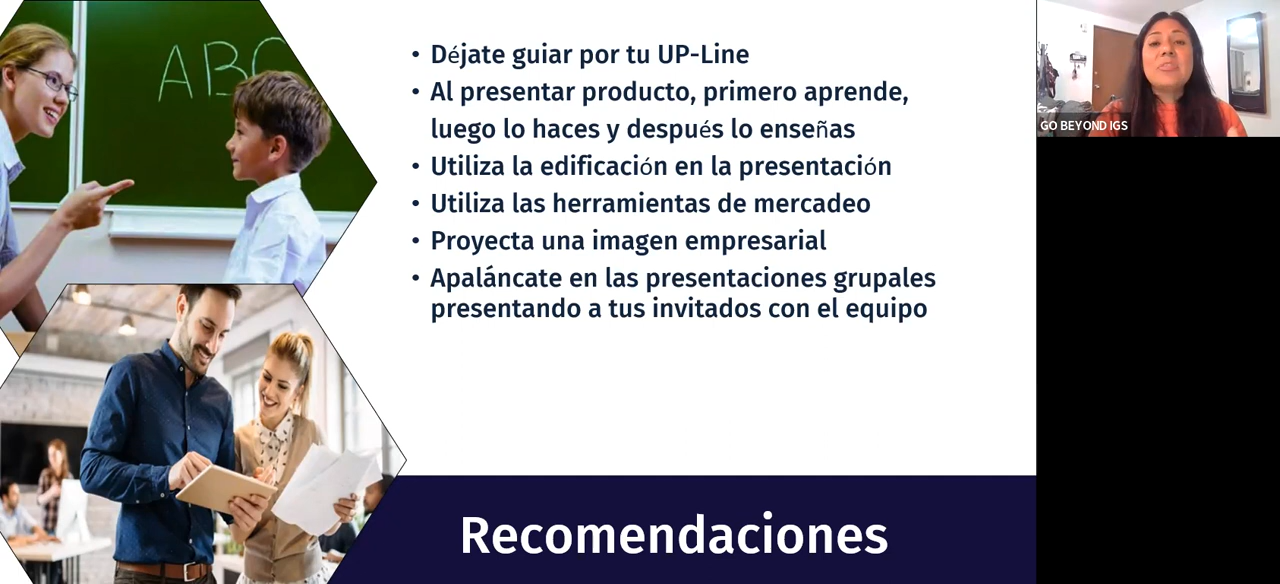 ABC
• Déjate guiar por tu UP-Line
• Al presentar producto, primero aprende,
luego lo haces y después lo enseñas
• Utiliza la edificación en la presentación
• Utiliza las herramientas de mercadeo
• Proyecta una imagen empresarial
• Apaláncate en las presentaciones grupales
presentando a tus invitados con el equipo
Recomendaciones
GO BEYOND IGS